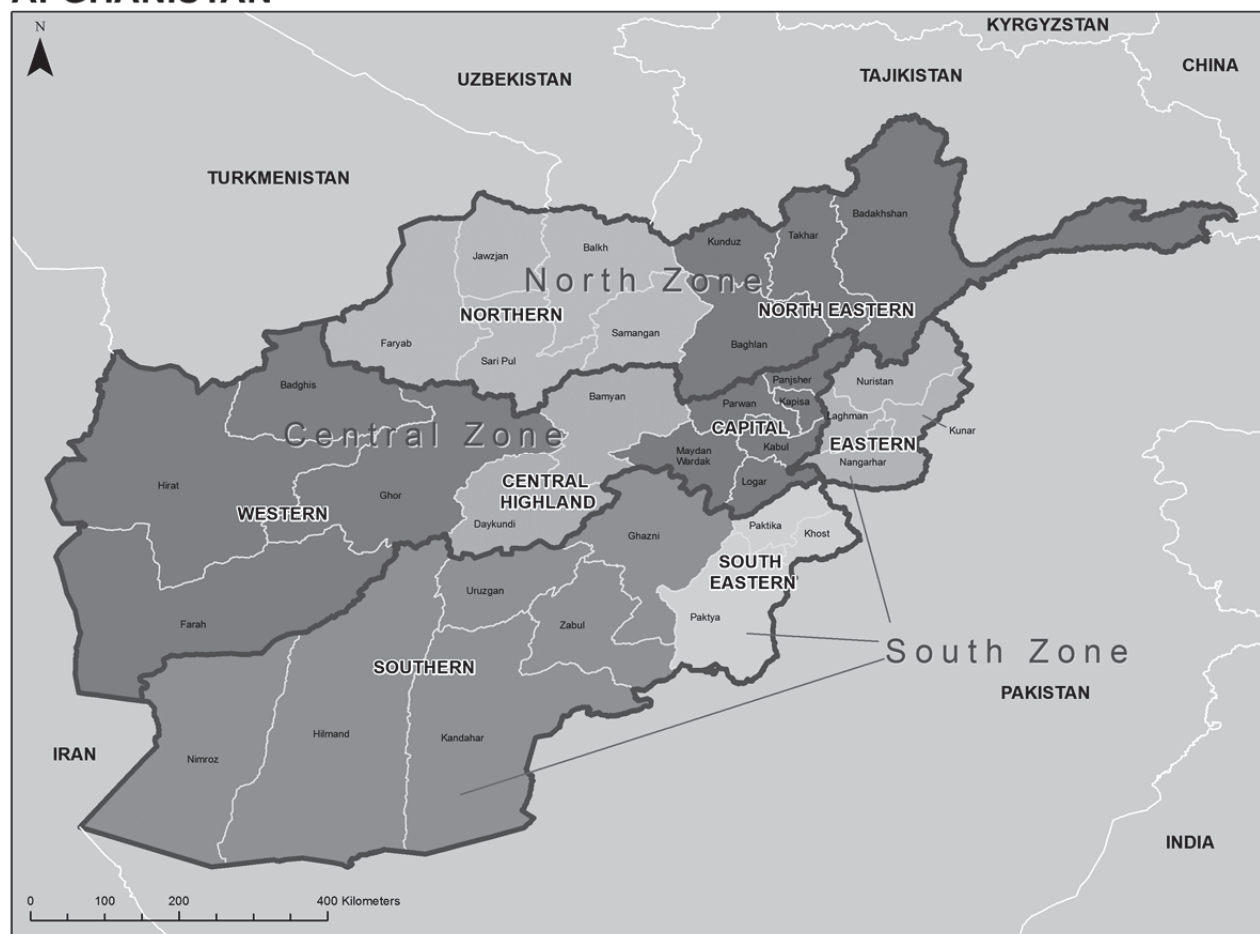 AFGHANISTAN
N
KYRGYZSTAN
UZBEKISTAN
TAJIKISTAN
CHINA
TURKMENISTAN
Badakhshan
Kunduz
Takhar
Jawzjan
Balkh
North Zone
NORTHERN
NORTH EASTERN
Faryab
Samangan
Baghlan
Sari Pul
Badghis
Panjsher
Nuristan
Bamyan
Parwan
Kapisa
Laghman
CAPITAL
Kunar
Central Zone
EASTERN
Kabul
Maydan
Wardak
Nangarhar
Hirat
CENTRAL
HIGHLAND
Logar
Ghor
WESTERN
Daykundi
Ghazni
Paktika
Khost
SOUTH
EASTERN
Uruzgan
Farah
Zabul
Paktya
South Zone
SOUTHERN
PAKISTAN
Hilmand
Kandahar
IRAN
Nimroz
INDIA
0 100 200 400 Kilometers